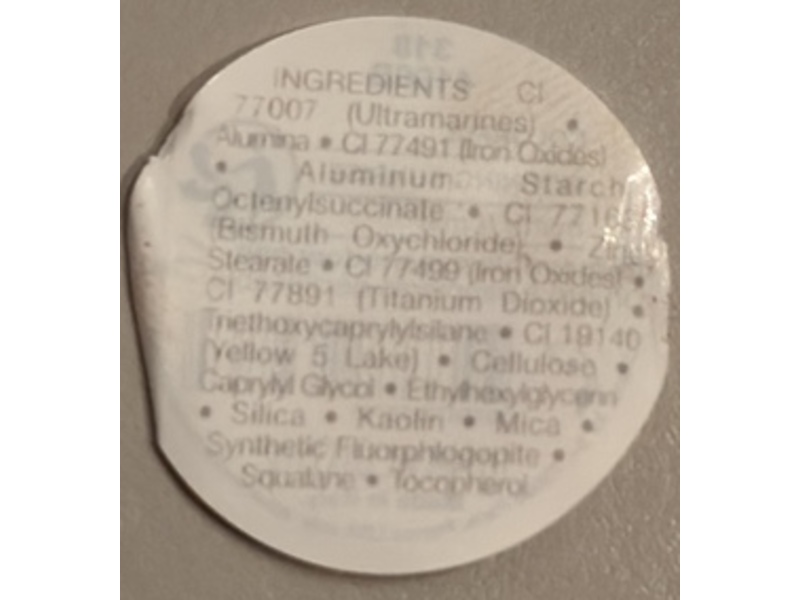 INGREDIENTS CI
77007 (Ultramarines) •
Alumina • CI 77491 (Iron Oxides)
• Aluminum Starch
Octenylsuccinate • CI
(Bismuth Oxychloride) •
Stearate • CI 77499 (Iron Oxides) •
CI 77891 (Titanium Dioxide) •
Triethoxycaprylylsilane • CI 19140
Yellow 5 Lake) • Cellulose •
Caprylyl Glycol • Ethylhexylglycerin
• Silica • Kaolin • Mica •
Synthetic Fluorphlogopite •
Squalane • Tocopherol